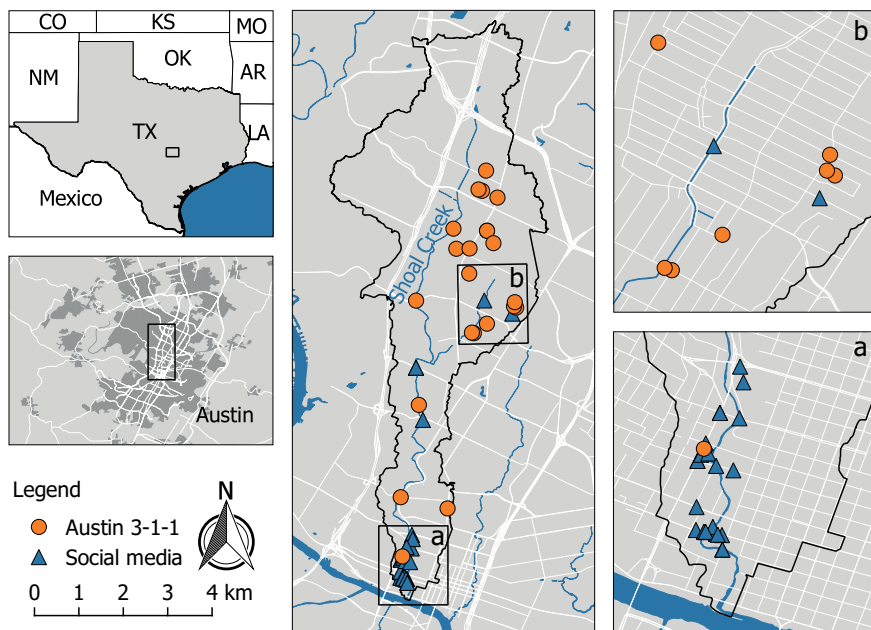 CO
KS
MO
NM
OK
AR
TX
LA
Mexico
Austin
Legend
N
Austin 3-1-1
Social media
0 1 2 3 4 km
Shoal Creek
b
a
b
a